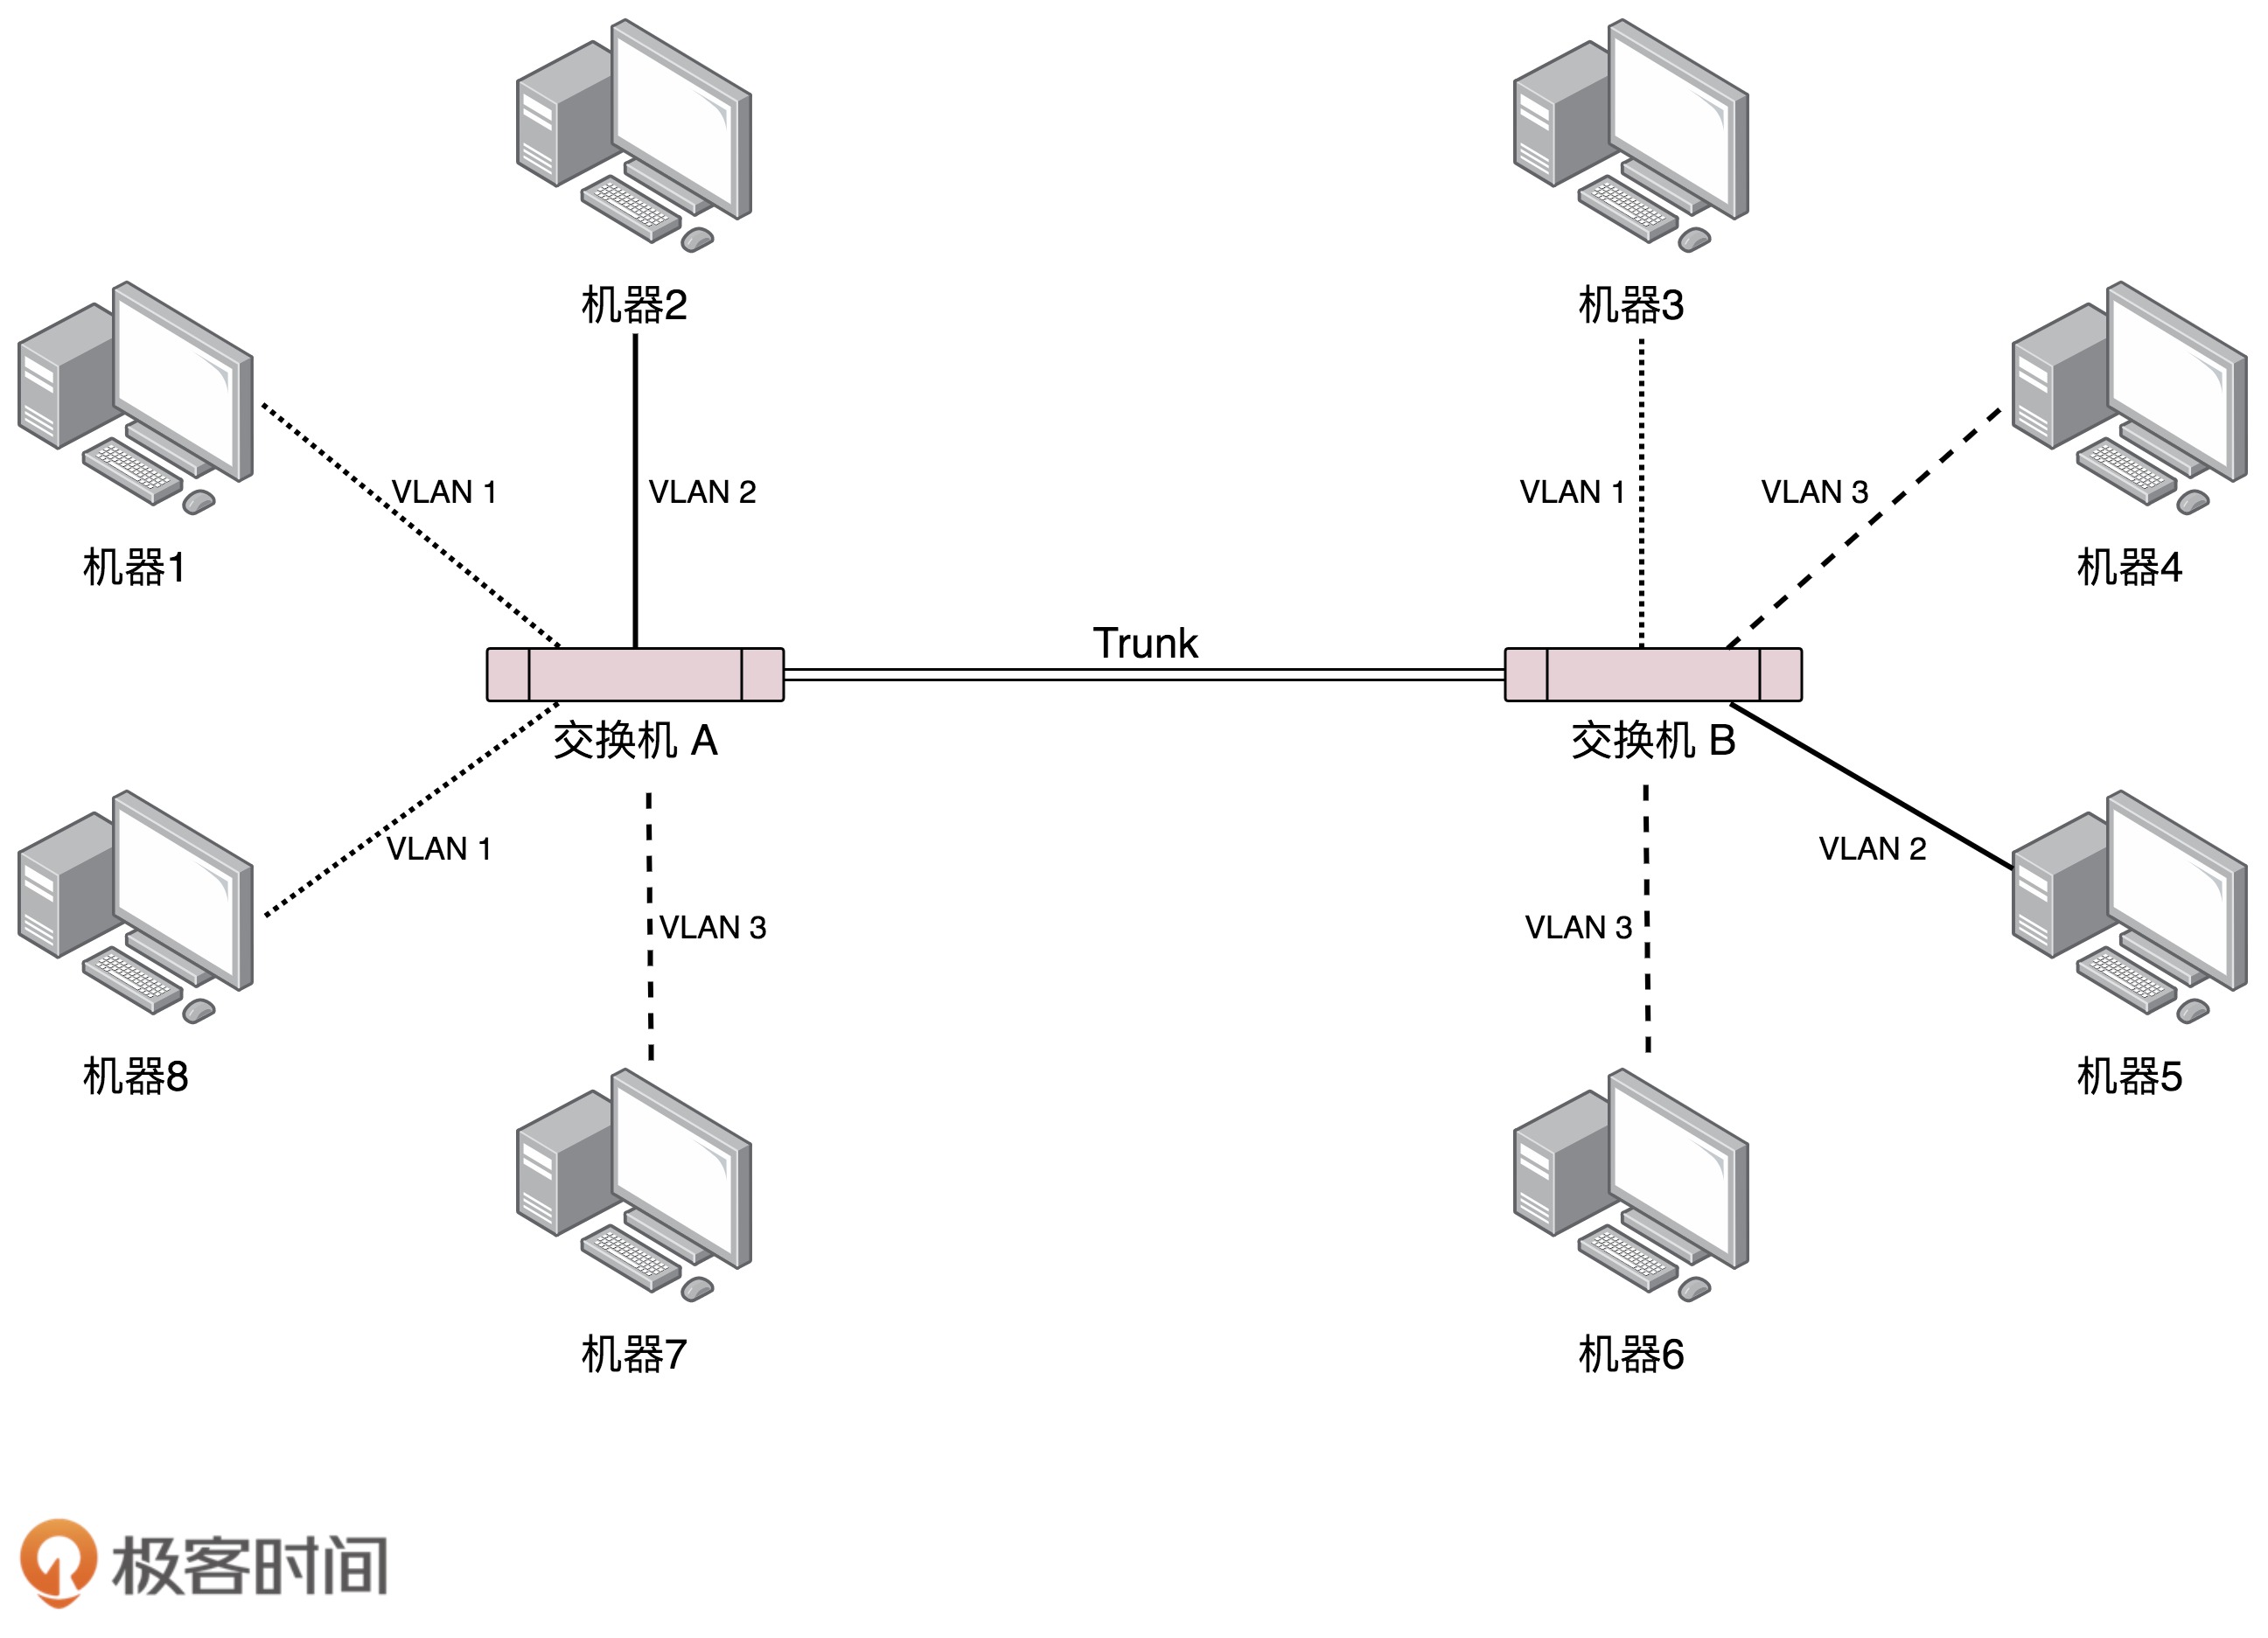 机器2
机器3
机器1
VLAN 1
VLAN 2
VLAN 1
VLAN 3
机器4
Trunk
交换机 A
交换机 B
VLAN 1
VLAN 2
VLAN 3
VLAN 3
机器8
机器5
机器7
机器6
极客时间